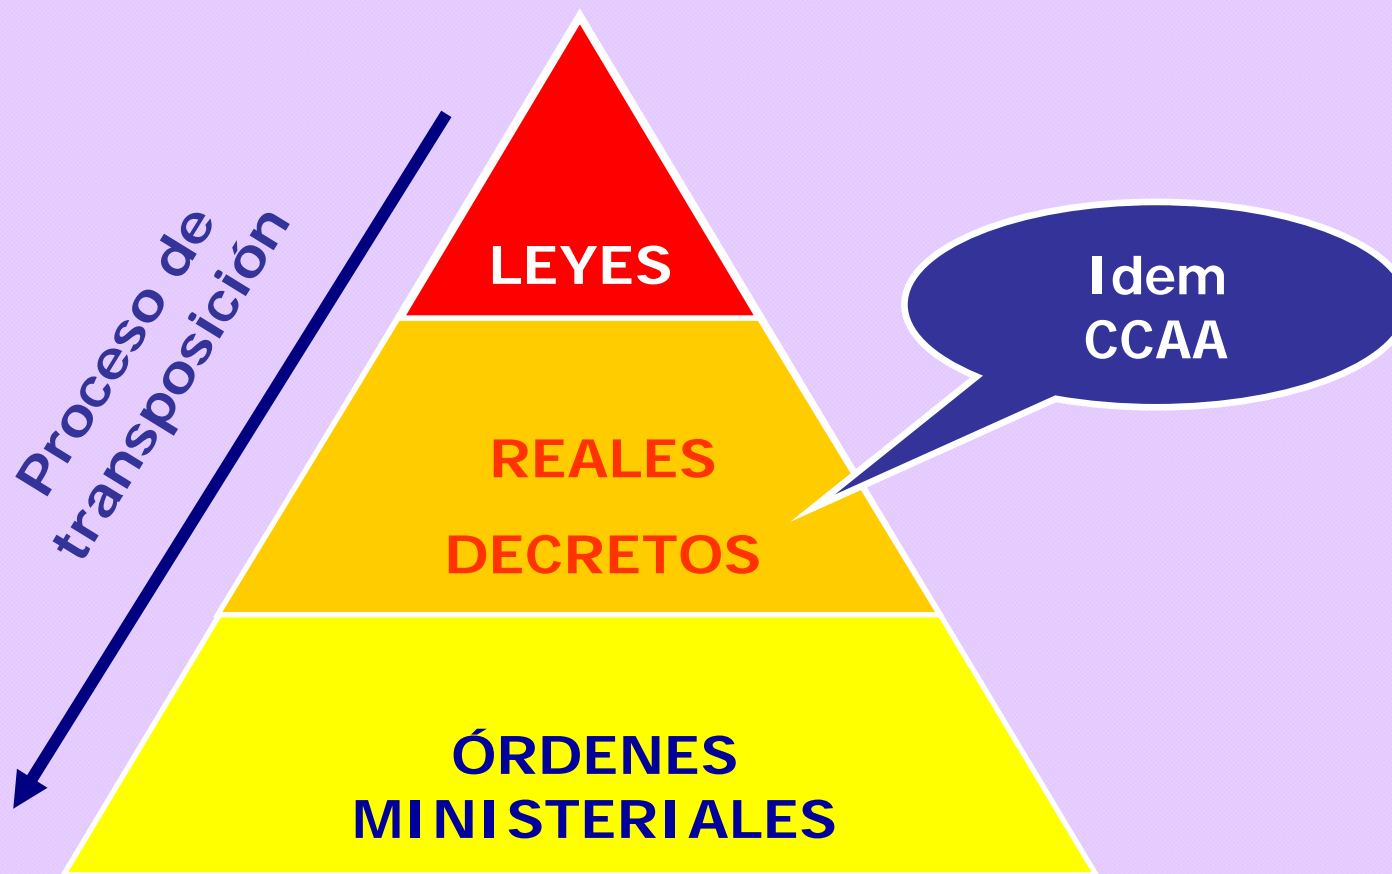 Proceso de
transposición
LEYES
Idem
CCAA
REALES
DECRETOS
ÓRDENES
MINISTERIALES